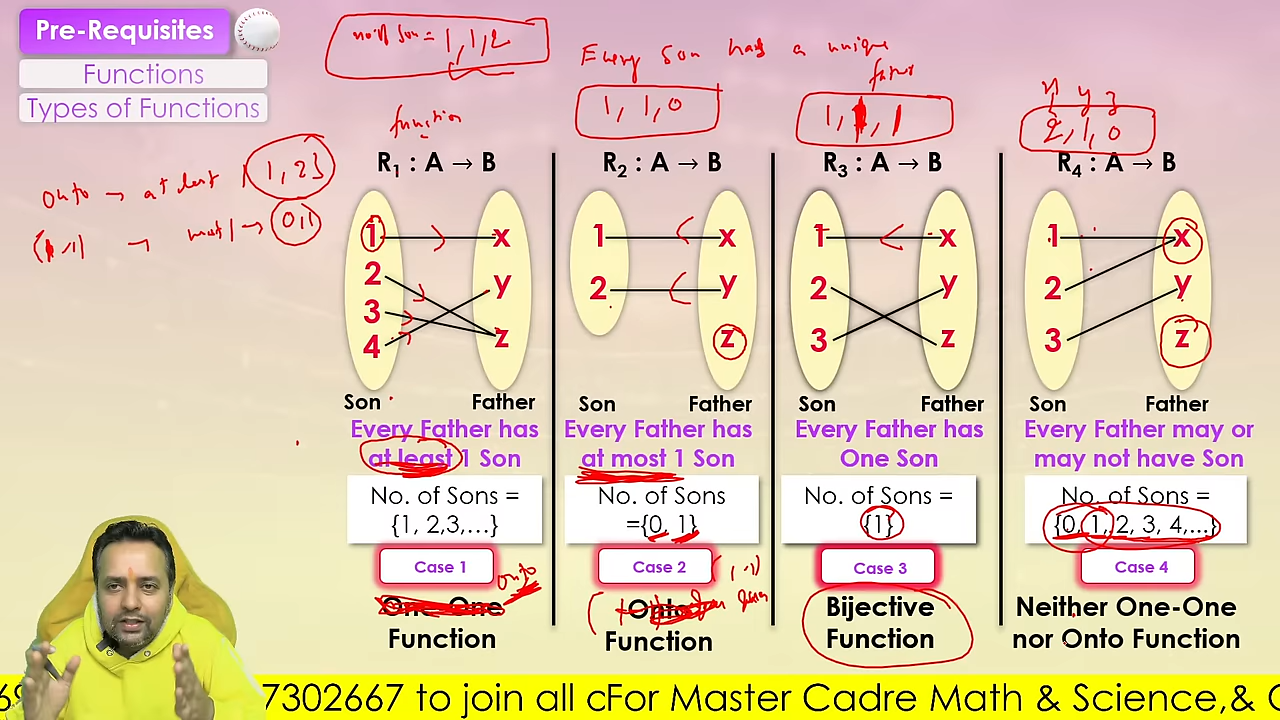 Pre-Requisites
Functions
Types of Functions
no. of Son = 1, 1, 2
Every Son has a unique
father
function
1, 1, 0
1, 1, 1
x y z
2, 1, 0
onto → at least {1, 2}
(1-1) → most 1 → 0, 1
R₁ : A → B
R₂ : A → B
R₃ : A → B
R₄ : A → B
1 x
2 y
3 z
4
Son Father
Every Father has
at least 1 Son
No. of Sons =
{1, 2,3,…}
Case 1
One-One
onto
Function
1 x
2 y
z
Son Father
Every Father has
at most 1 Son
No. of Sons
={0, 1}
Case 2
(1-1)
Onto
Function
1 x
2 y
3 z
Son Father
Every Father has
One Son
No. of Sons =
{1}
Case 3
Bijective
Function
1 x
2 y
3 z
Son Father
Every Father may or
may not have Son
No. of Sons =
{0, 1, 2, 3, 4,...}
Case 4
Neither One-One
nor Onto Function
7302667 to join all cFor Master Cadre Math & Science,&